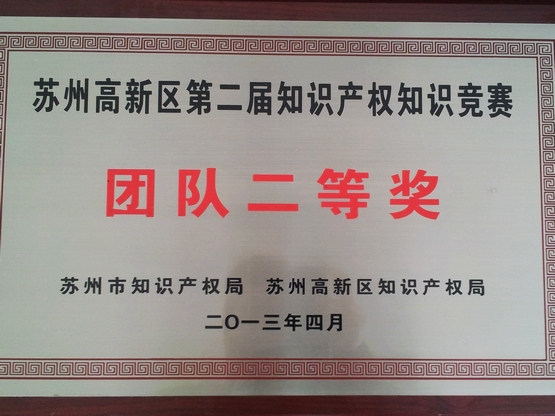 苏州高新区第二届知识产权知识竞赛
团队二等奖
苏州市知识产权局 苏州高新区知识产权局
二〇一三年四月